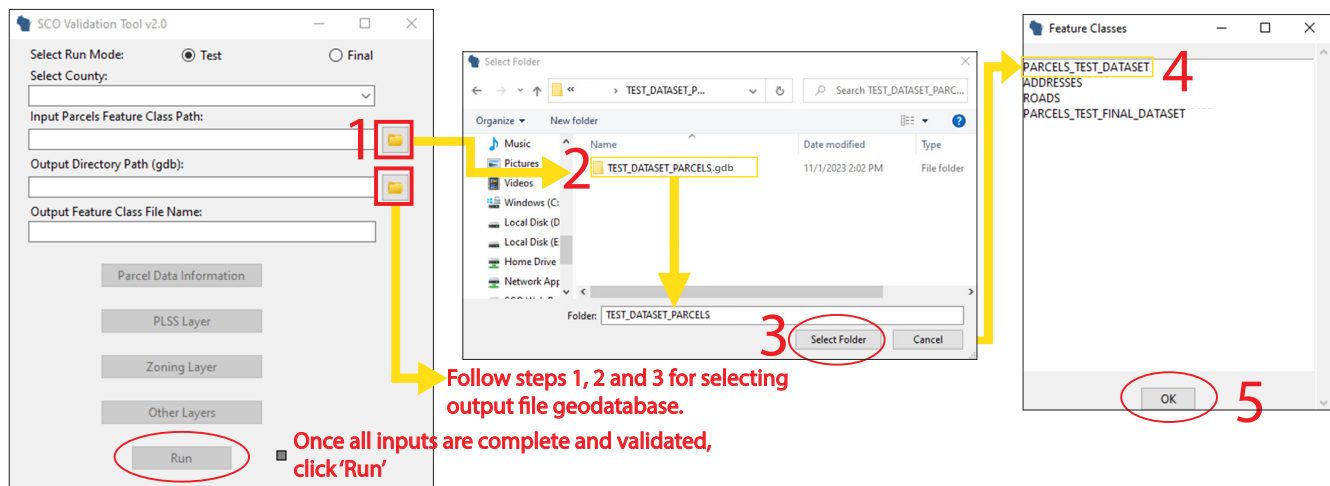 SCO Validation Tool v2.0
Select Run Mode:
Test
Final
Select County:
Input Parcels Feature Class Path:
1
Output Directory Path (gdb):
Output Feature Class File Name:
Parcel Data Information
PLSS Layer
Zoning Layer
Other Layers
Run
Select Folder
«
› TEST_DATASET_P...
Search TEST_DATASET_PARC...
Organize
New folder
?
Name
Date modified
Type
2
TEST_DATASET_PARCELS.gdb
11/1/2023 2:02 PM
File folder
Music
Pictures
Videos
Windows (C:
Local Disk (D
Local Disk (E
Home Drive
Network App
Folder:
TEST_DATASET_PARCELS
3
Select Folder
Cancel
Follow steps 1, 2 and 3 for selecting
output file geodatabase.
Once all inputs are complete and validated,
click 'Run'
Feature Classes
PARCELS_TEST_DATASET
4
ADDRESSES
ROADS
PARCELS_TEST_FINAL_DATASET
OK
5